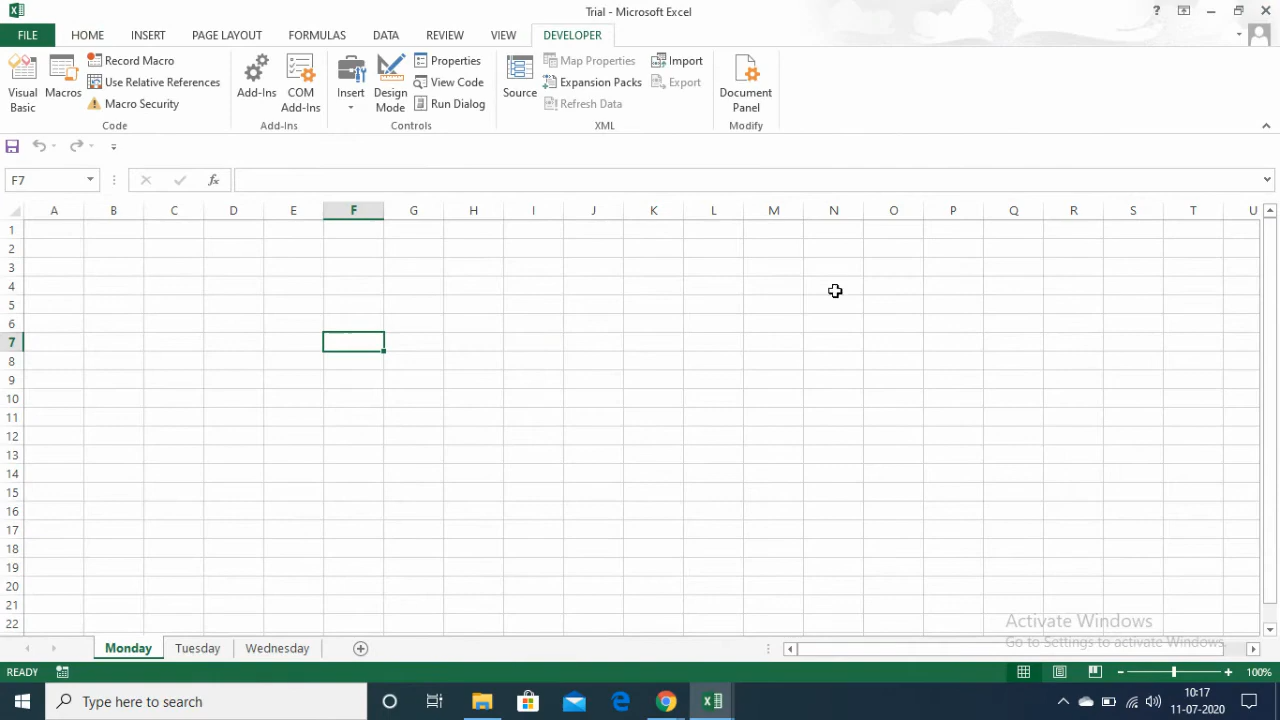 Trial - Microsoft Excel
?
FILE HOME INSERT PAGE LAYOUT FORMULAS DATA REVIEW VIEW DEVELOPER
Visual Basic
Macros
Record Macro
Use Relative References
Macro Security
Code
Add-Ins
COM Add-Ins
Add-Ins
Insert
Design Mode
Properties
View Code
Run Dialog
Controls
Source
Map Properties
Expansion Packs
Refresh Data
Import
Export
XML
Document Panel
Modify
F7
fx
A B C D E F G H I J K L M N O P Q R S T U
1
2
3
4
5
6
7
8
9
10
11
12
13
14
15
16
17
18
19
20
21
22
Activate Windows
Go to Settings to activate Windows.
Monday Tuesday Wednesday
READY
100%
Type here to search
10:17
11-07-2020